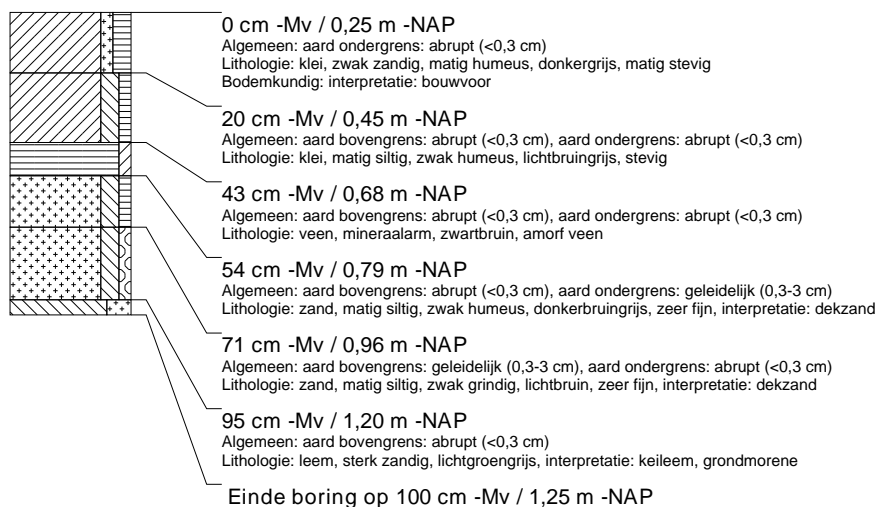 0 cm -Mv / 0,25 m -NAP
Algemeen: aard ondergrens: abrupt (<0,3 cm)
Lithologie: klei, zwak zandig, matig humeus, donkergrijs, matig stevig
Bodemkundig: interpretatie: bouwvoor
20 cm -Mv / 0,45 m -NAP
Algemeen: aard bovengrens: abrupt (<0,3 cm), aard ondergrens: abrupt (<0,3 cm)
Lithologie: klei, matig siltig, zwak humeus, lichtbruingrijs, stevig
43 cm -Mv / 0,68 m -NAP
Algemeen: aard bovengrens: abrupt (<0,3 cm), aard ondergrens: abrupt (<0,3 cm)
Lithologie: veen, mineraalarm, zwartbruin, amorf veen
54 cm -Mv / 0,79 m -NAP
Algemeen: aard bovengrens: abrupt (<0,3 cm), aard ondergrens: geleidelijk (0,3-3 cm)
Lithologie: zand, matig siltig, zwak humeus, donkerbruingrijs, zeer fijn, interpretatie: dekzand
71 cm -Mv / 0,96 m -NAP
Algemeen: aard bovengrens: geleidelijk (0,3-3 cm), aard ondergrens: abrupt (<0,3 cm)
Lithologie: zand, matig siltig, zwak grindig, lichtbruin, zeer fijn, interpretatie: dekzand
95 cm -Mv / 1,20 m -NAP
Algemeen: aard bovengrens: abrupt (<0,3 cm)
Lithologie: leem, sterk zandig, lichtgroengrijs, interpretatie: keileem, grondmorene
Einde boring op 100 cm -Mv / 1,25 m -NAP